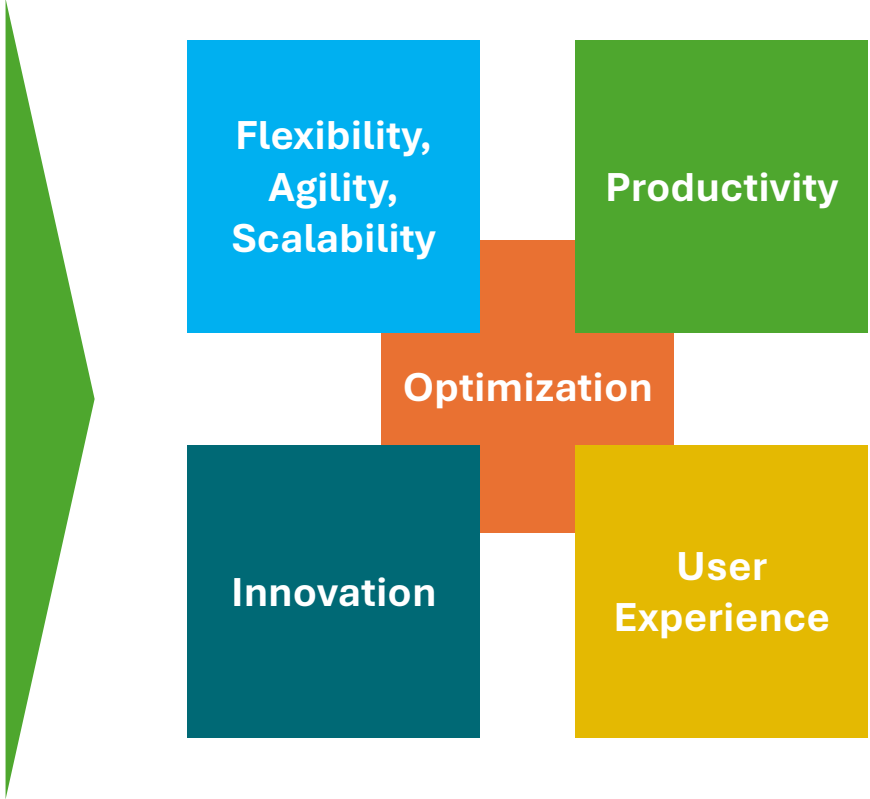 Flexibility,
Agility,
Scalability
Productivity
Optimization
Innovation
User
Experience